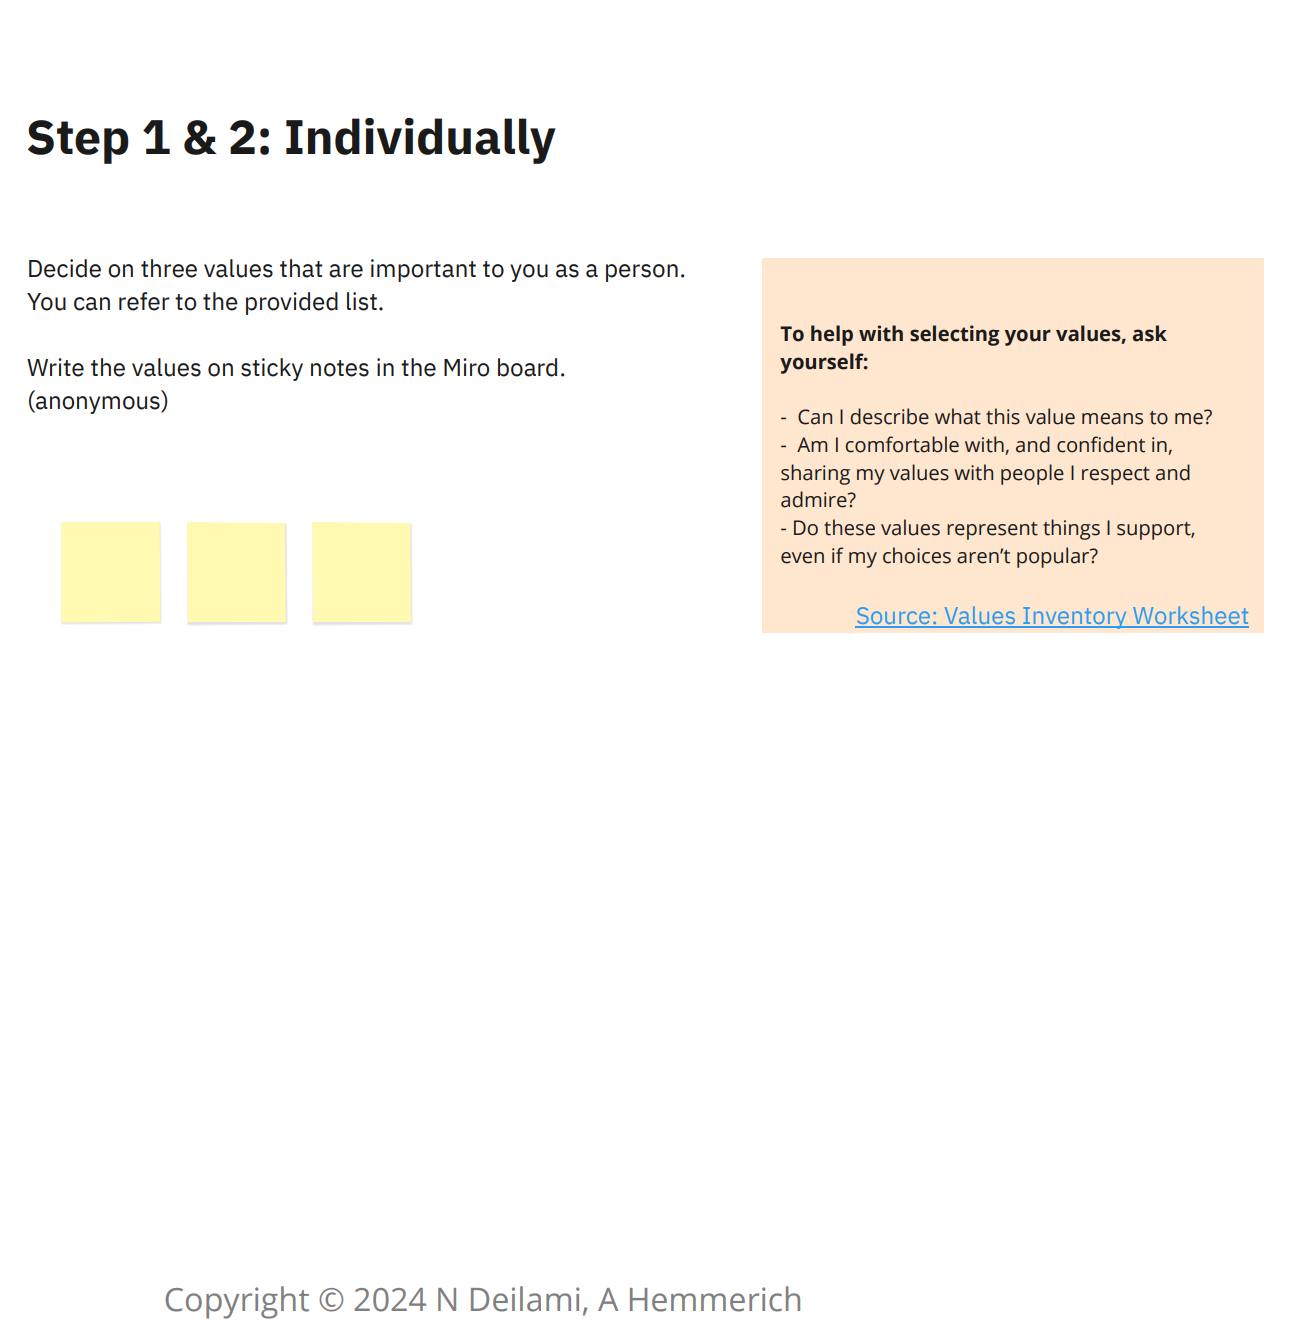 Step 1 & 2: Individually
Decide on three values that are important to you as a person.
You can refer to the provided list.
Write the values on sticky notes in the Miro board.
(anonymous)
To help with selecting your values, ask
yourself:
-  Can I describe what this value means to me?
-  Am I comfortable with, and confident in,
sharing my values with people I respect and
admire?
- Do these values represent things I support,
even if my choices aren’t popular?
Source: Values Inventory Worksheet
Copyright © 2024 N Deilami, A Hemmerich